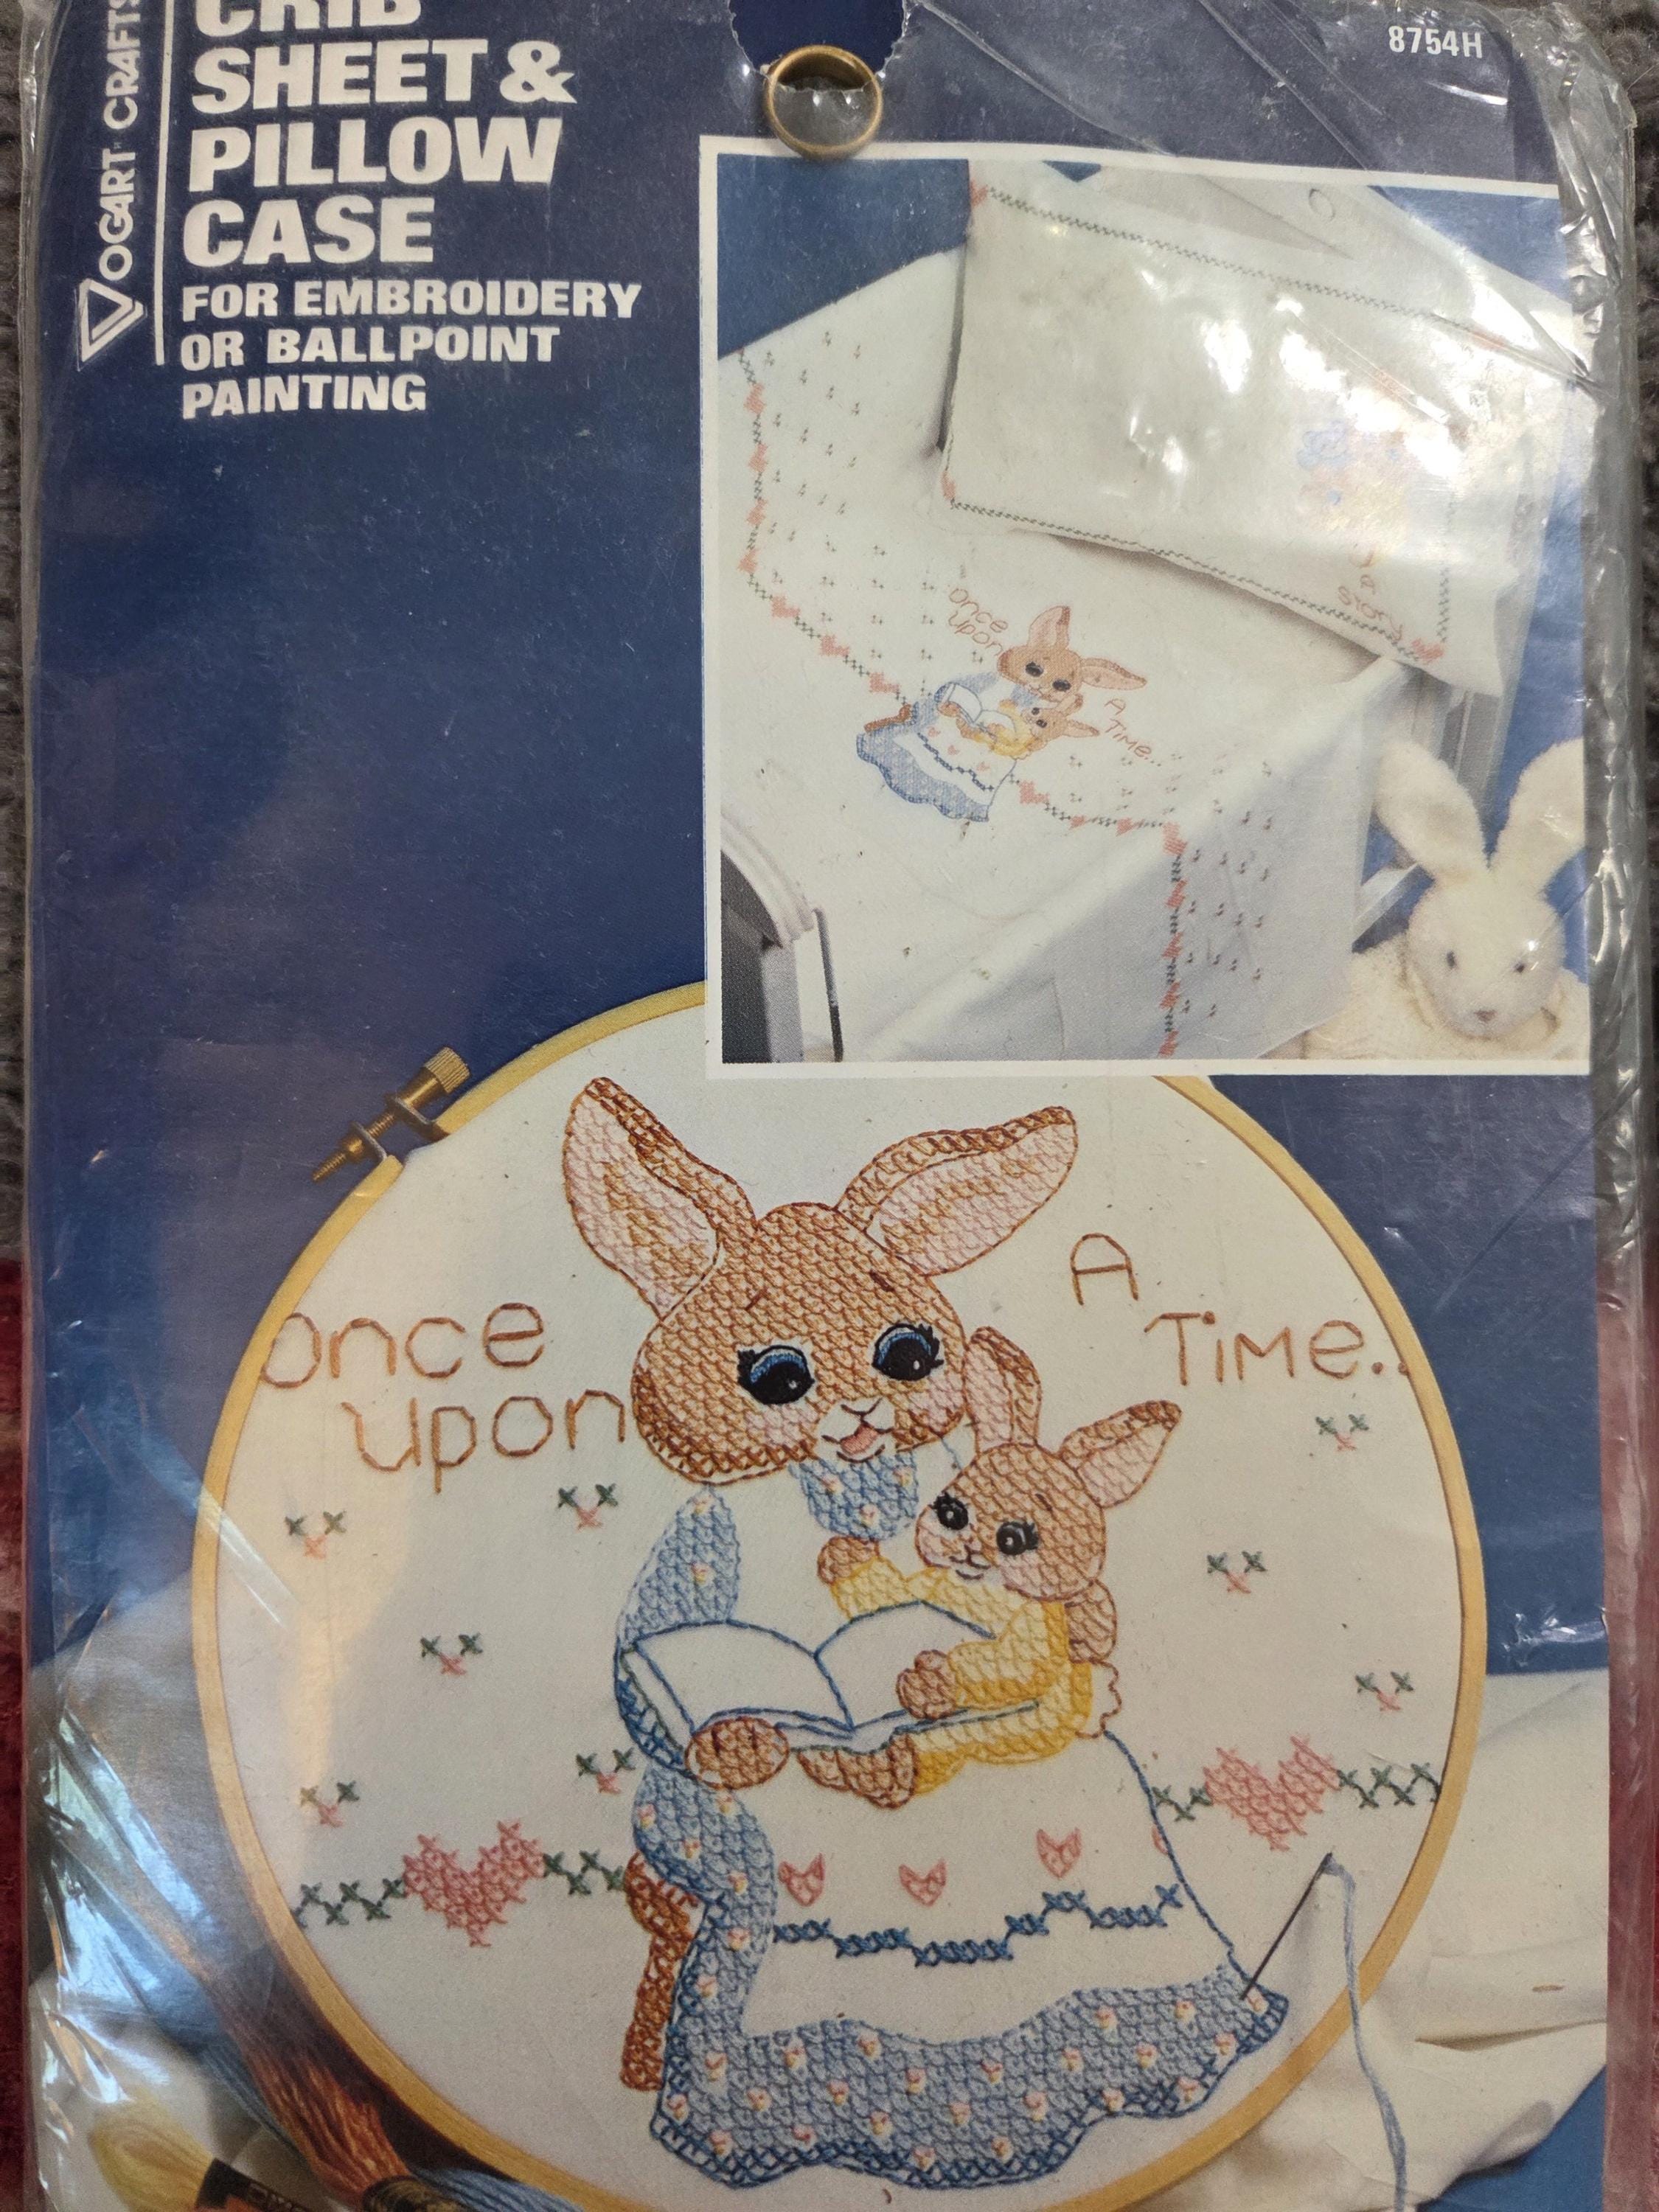 VOGART CRAFTS
CRIB
SHEET &
PILLOW
CASE
FOR EMBROIDERY
OR BALLPOINT
PAINTING
8754H
once
upon
A
Time...
a
story
once
upon
A
Time..
DMC